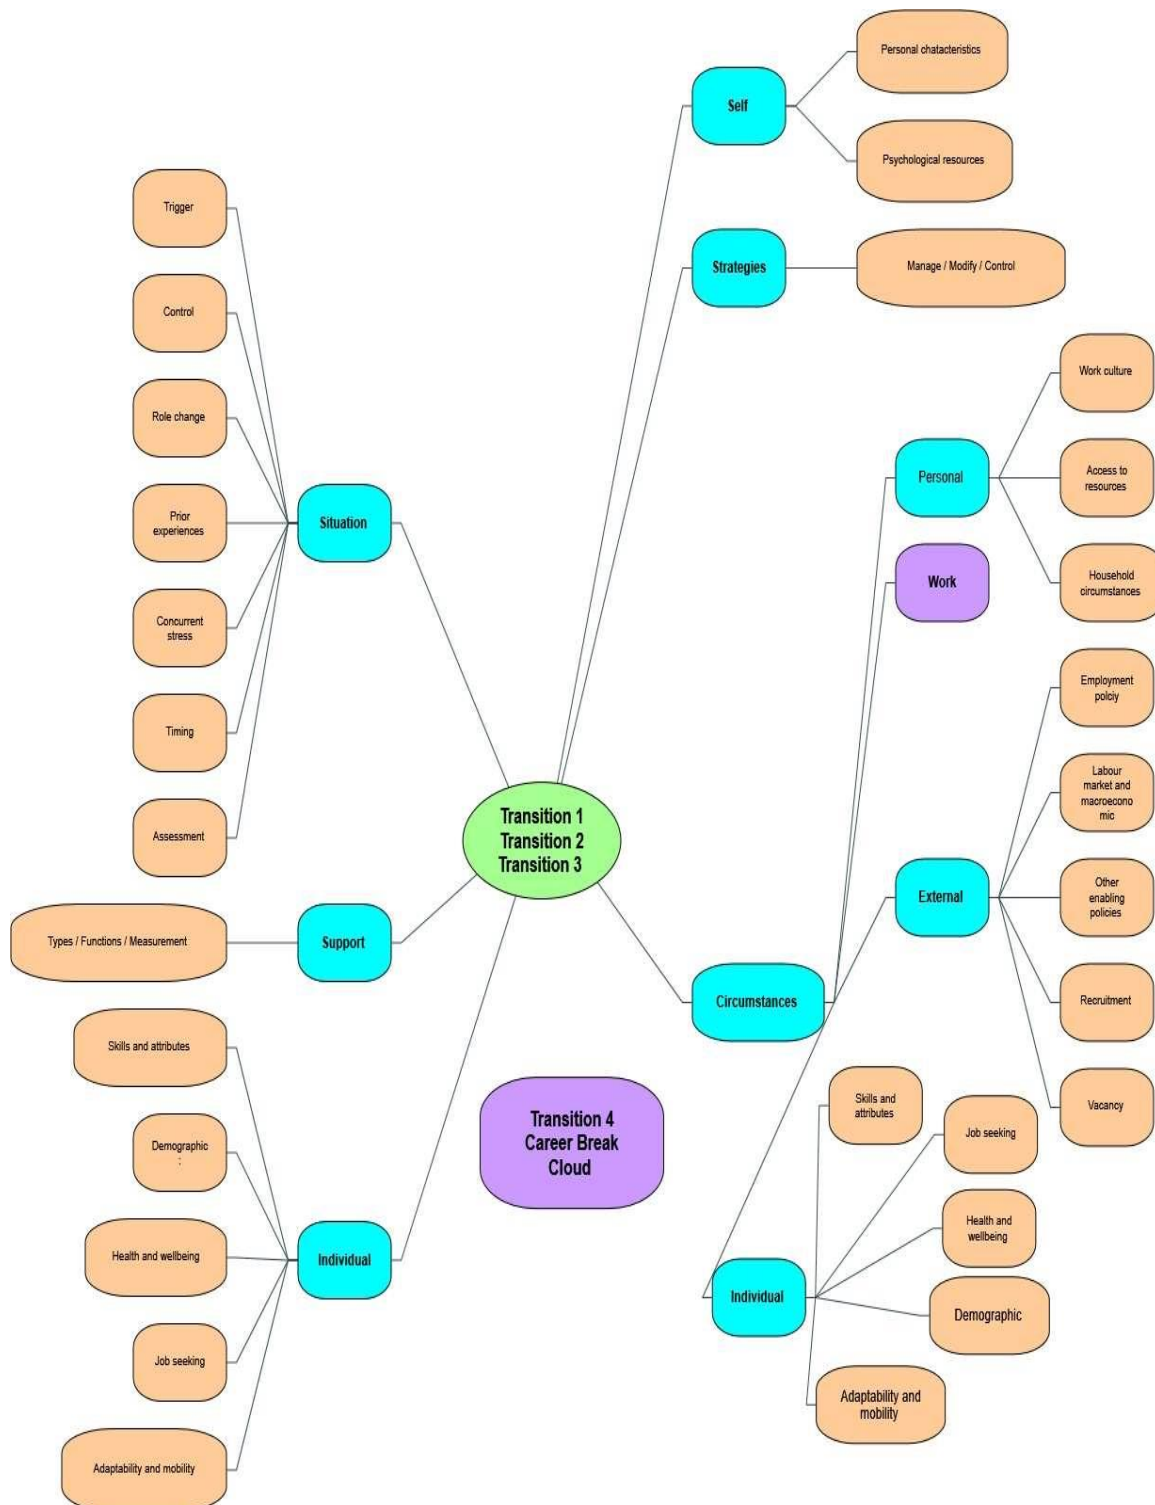 Personal chatacteristics
Self
Psychological resources
Strategies
Manage / Modify / Control
Trigger
Control
Role change
Prior
experiences
Situation
Concurrent
stress
Timing
Assessment
Work culture
Personal
Access to
resources
Work
Household
circumstances
Employment
polciy
Labour
market and
macroecono
mic
External
Other
enabling
policies
Recruitment
Vacancy
Transition 1
Transition 2
Transition 3
Types / Functions / Measurement
Support
Circumstances
Skills and attributes
Demographic
:
Health and wellbeing
Individual
Job seeking
Adaptability and mobility
Transition 4
Career Break
Cloud
Skills and
attributes
Job seeking
Health and
wellbeing
Individual
Demographic
Adaptability and
mobility